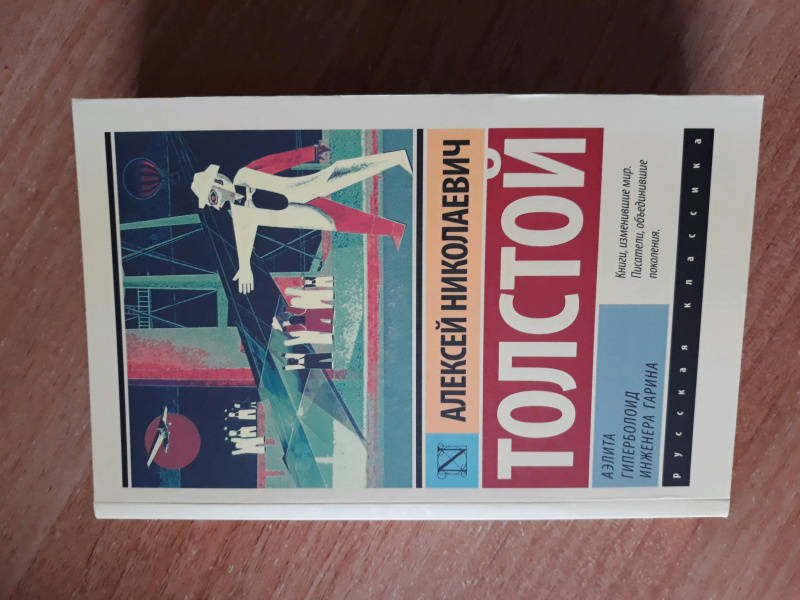 АЛЕКСЕЙ НИКОЛАЕВИЧ
ТОЛСТОЙ
АЭЛИТА
ГИПЕРБОЛОИД
ИНЖЕНЕРА ГАРИНА
Книги, изменившие мир.
Писатели, объединившие
поколения.
русская классика